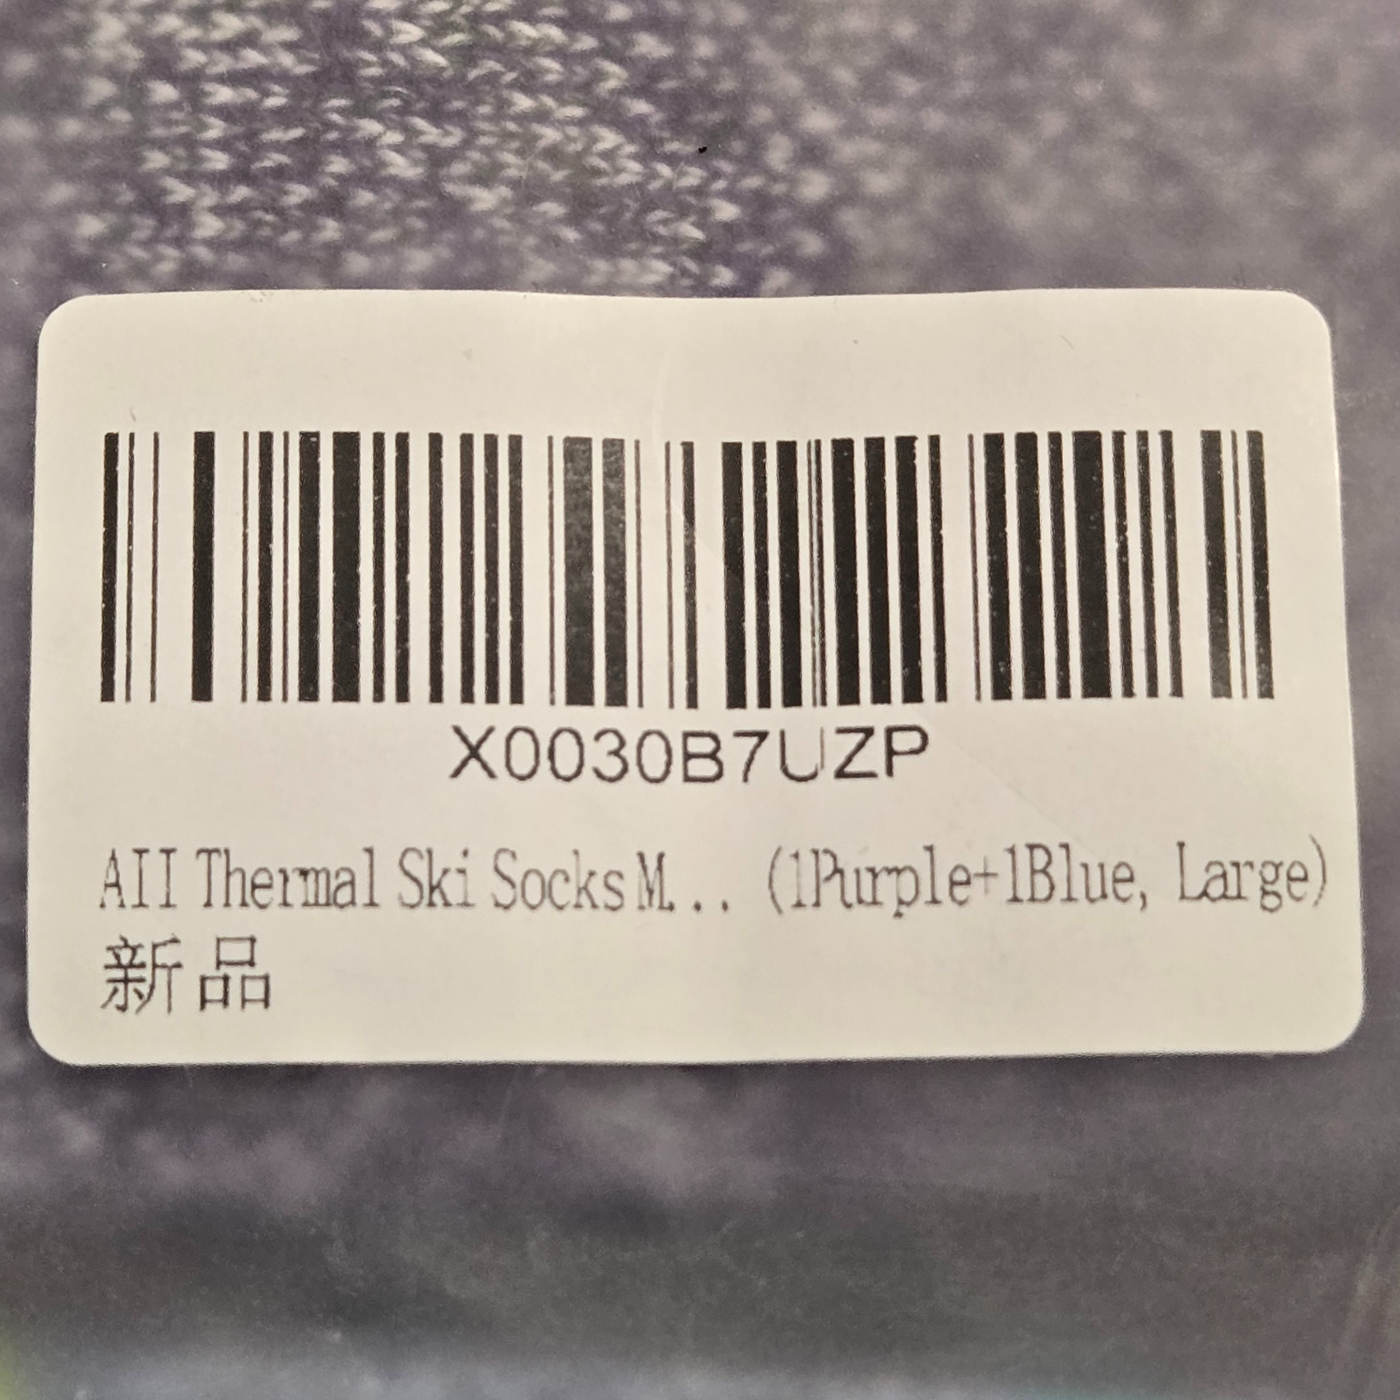 X0030B7UZP
AII Thermal Ski Socks M... (1Purple+1Blue, Large)
新品